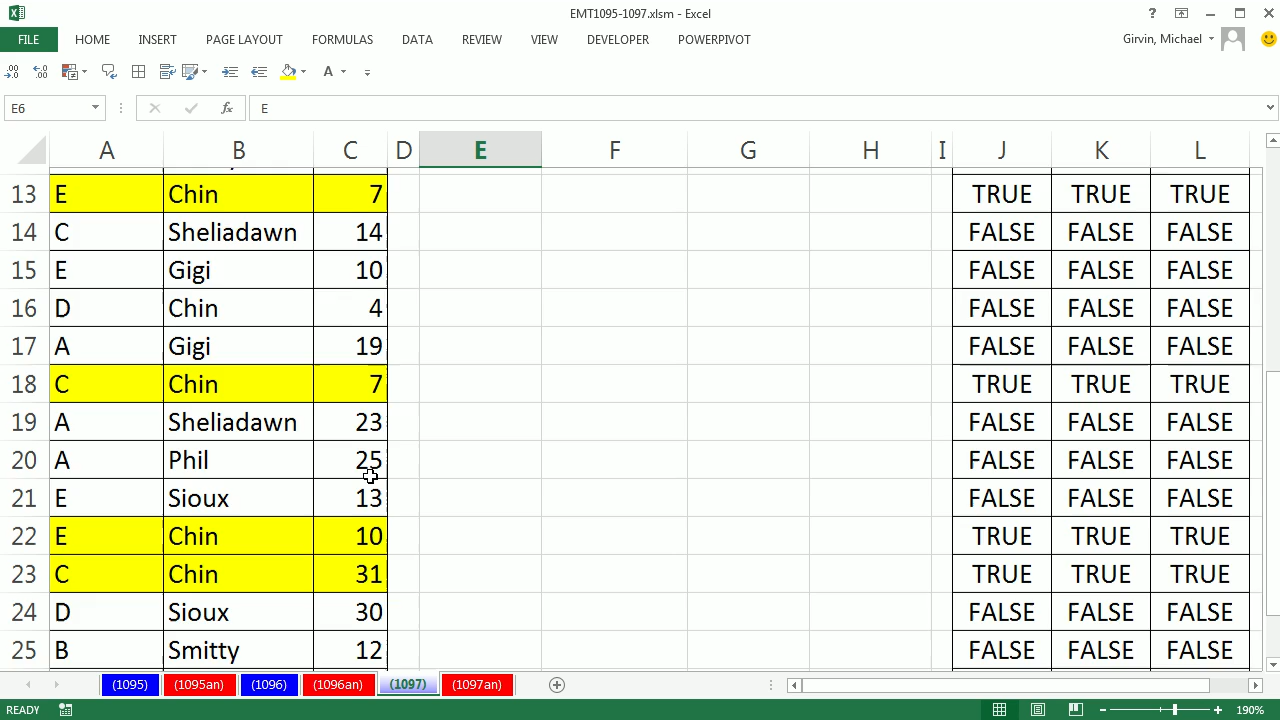 EMT1095-1097.xlsm - Excel
FILE HOME INSERT PAGE LAYOUT FORMULAS DATA REVIEW VIEW DEVELOPER POWERPIVOT Girvin, Michael
E6 fx E
A B C D E F G H I J K L
13 E Chin 7 TRUE TRUE TRUE
14 C Sheliadawn 14 FALSE FALSE FALSE
15 E Gigi 10 FALSE FALSE FALSE
16 D Chin 4 FALSE FALSE FALSE
17 A Gigi 19 FALSE FALSE FALSE
18 C Chin 7 TRUE TRUE TRUE
19 A Sheliadawn 23 FALSE FALSE FALSE
20 A Phil 25 FALSE FALSE FALSE
21 E Sioux 13 FALSE FALSE FALSE
22 E Chin 10 TRUE TRUE TRUE
23 C Chin 31 TRUE TRUE TRUE
24 D Sioux 30 FALSE FALSE FALSE
25 B Smitty 12 FALSE FALSE FALSE
(1095) (1095an) (1096) (1096an) (1097) (1097an)
READY 190%